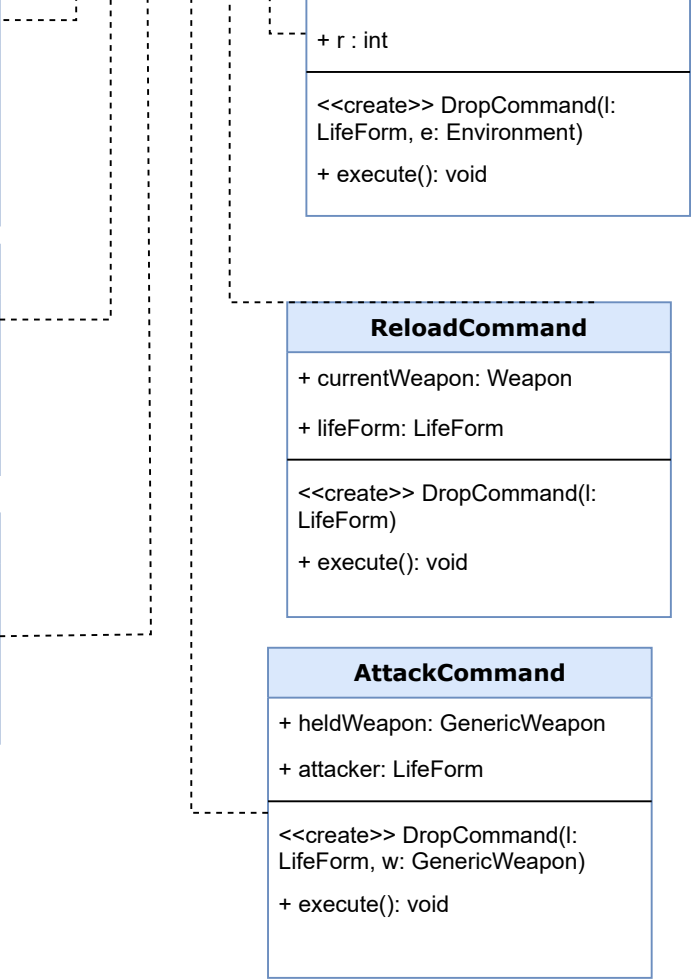 + r : int
<<create>> DropCommand(l:
LifeForm, e: Environment)
+ execute(): void
ReloadCommand
+ currentWeapon: Weapon
+ lifeForm: LifeForm
<<create>> DropCommand(l:
LifeForm)
+ execute(): void
AttackCommand
+ heldWeapon: GenericWeapon
+ attacker: LifeForm
<<create>> DropCommand(l:
LifeForm, w: GenericWeapon)
+ execute(): void